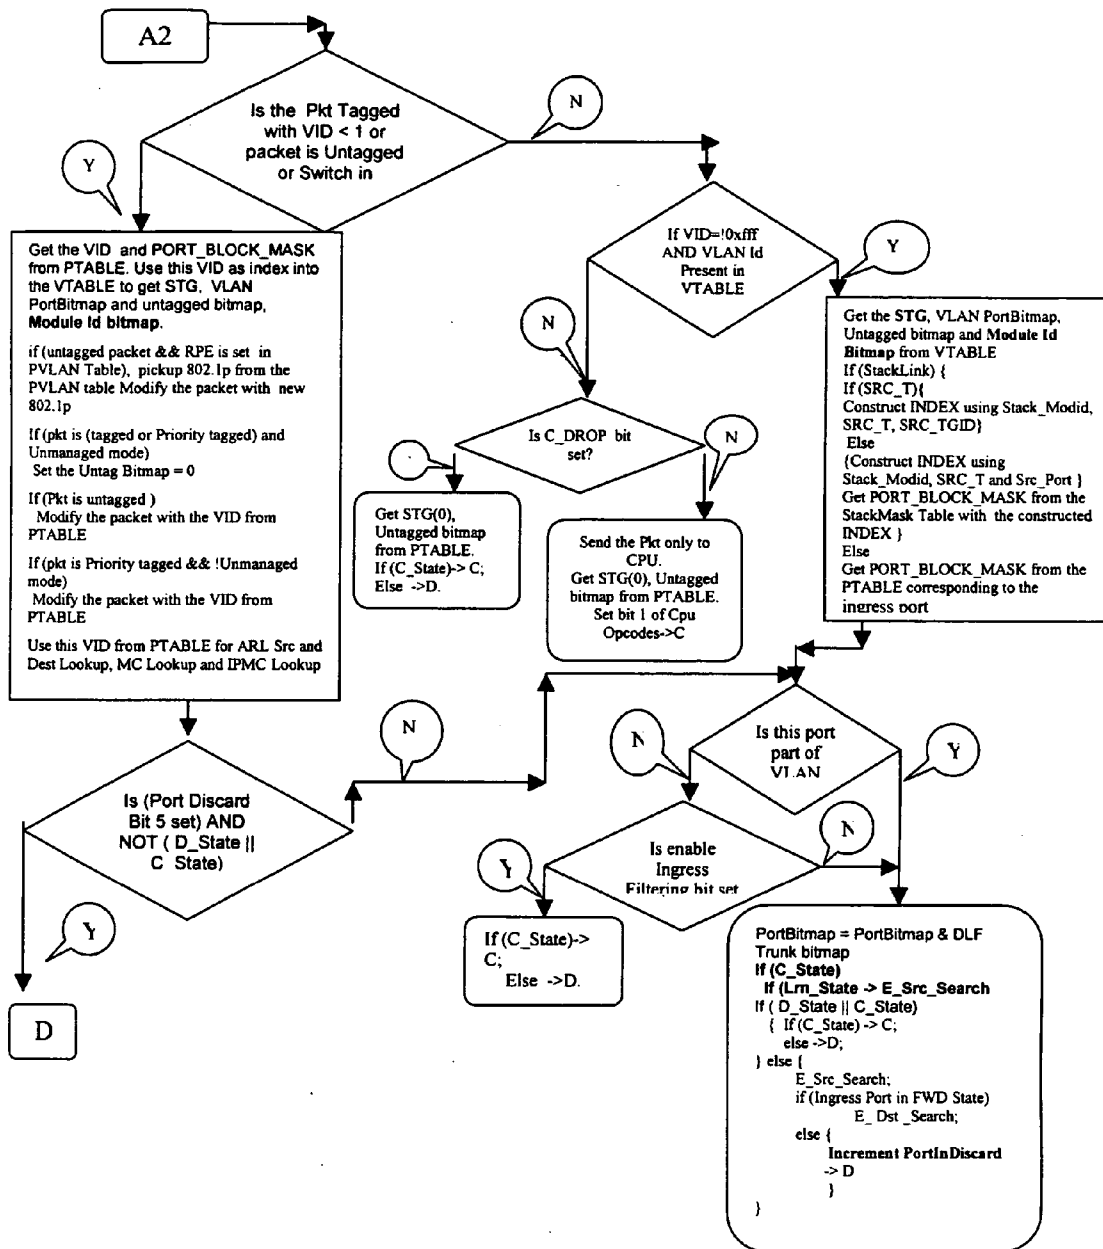 A2
Is the Pkt Tagged
with VID < 1 or
packet is Untagged
or Switch in
N
Y
Get the VID and PORT_BLOCK_MASK
from PTABLE. Use this VID as index into
the VTABLE to get STG, VLAN
PortBitmap and untagged bitmap,
Module Id bitmap.
if (untagged packet && RPE is set in
PVLAN Table), pickup 802.1p from the
PVLAN table Modify the packet with new
802.1p
If (pkt is (tagged or Priority tagged) and
Unmanaged mode)
Set the Untag Bitmap = 0
If (Pkt is untagged )
Modify the packet with the VID from
PTABLE
If (pkt is Priority tagged && !Unmanaged
mode)
Modify the packet with the VID from
PTABLE
Use this VID from PTABLE for ARL Src and
Dest Lookup, MC Lookup and IPMC Lookup
If VID=!0xfff
AND VLAN Id
Present in
VTABLE
Y
N
Get the STG, VLAN PortBitmap,
Untagged bitmap and Module Id
Bitmap from VTABLE
If (StackLink) {
If (SRC_T){
Construct INDEX using Stack_Modid,
SRC_T, SRC_TGID}
Else
{Construct INDEX using
Stack_Modid, SRC_T and Src_Port }
Get PORT_BLOCK_MASK from the
StackMask Table with the constructed
INDEX }
Else
Get PORT_BLOCK_MASK from the
PTABLE corresponding to the
ingress port
Is C_DROP bit
set?
N
Get STG(0),
Untagged bitmap
from PTABLE.
If (C_State)-> C;
Else ->D.
Send the Pkt only to
CPU.
Get STG(0), Untagged
bitmap from PTABLE.
Set bit 1 of Cpu
Opcodes->C
Is (Port Discard
Bit 5 set) AND
NOT ( D_State ||
C State)
N
Y
D
Is this port
part of
VLAN
N
Y
Is enable
Ingress
Filtering bit set
N
Y
If (C_State)->
C;
Else ->D.
PortBitmap = PortBitmap & DLF
Trunk bitmap
If (C_State)
If (Lrn_State -> E_Src_Search
If ( D_State || C_State)
{ If (C_State) -> C;
else ->D;
} else {
E_Src_Search;
if (Ingress Port in FWD State)
E_ Dst _Search;
else {
Increment PortInDiscard
-> D
}
}